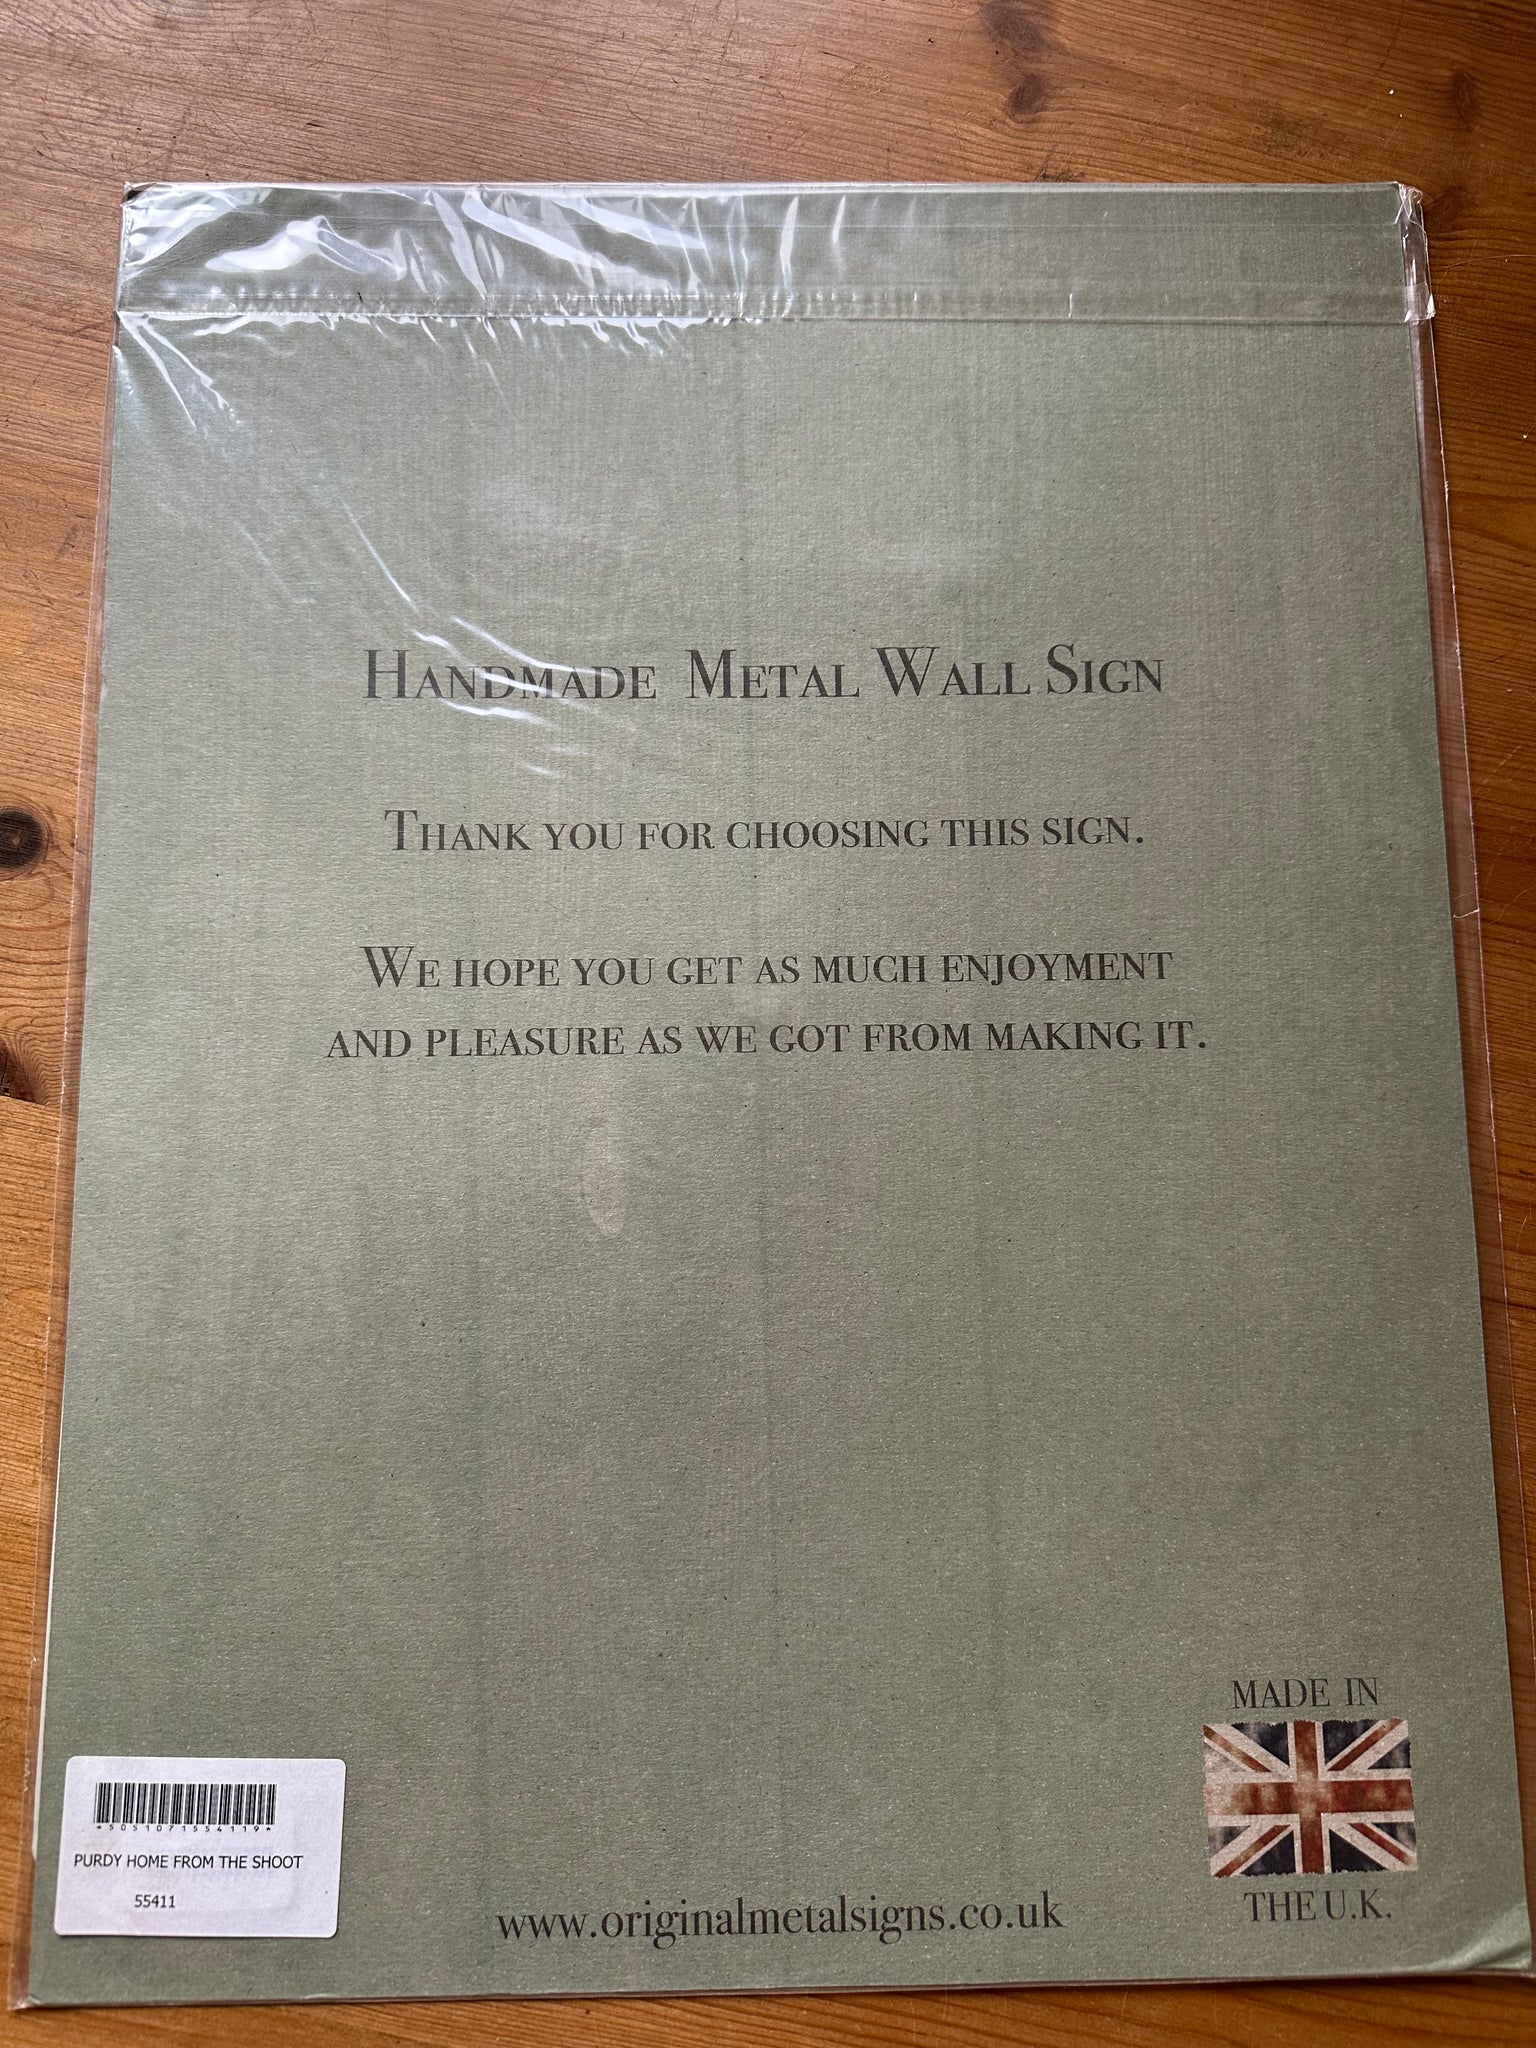 Handmade Metal Wall Sign
Thank you for choosing this sign.
We hope you get as much enjoyment
and pleasure as we got from making it.
MADE IN
THE U.K.
*5051071554119*
PURDY HOME FROM THE SHOOT
55411
www.originalmetalsigns.co.uk